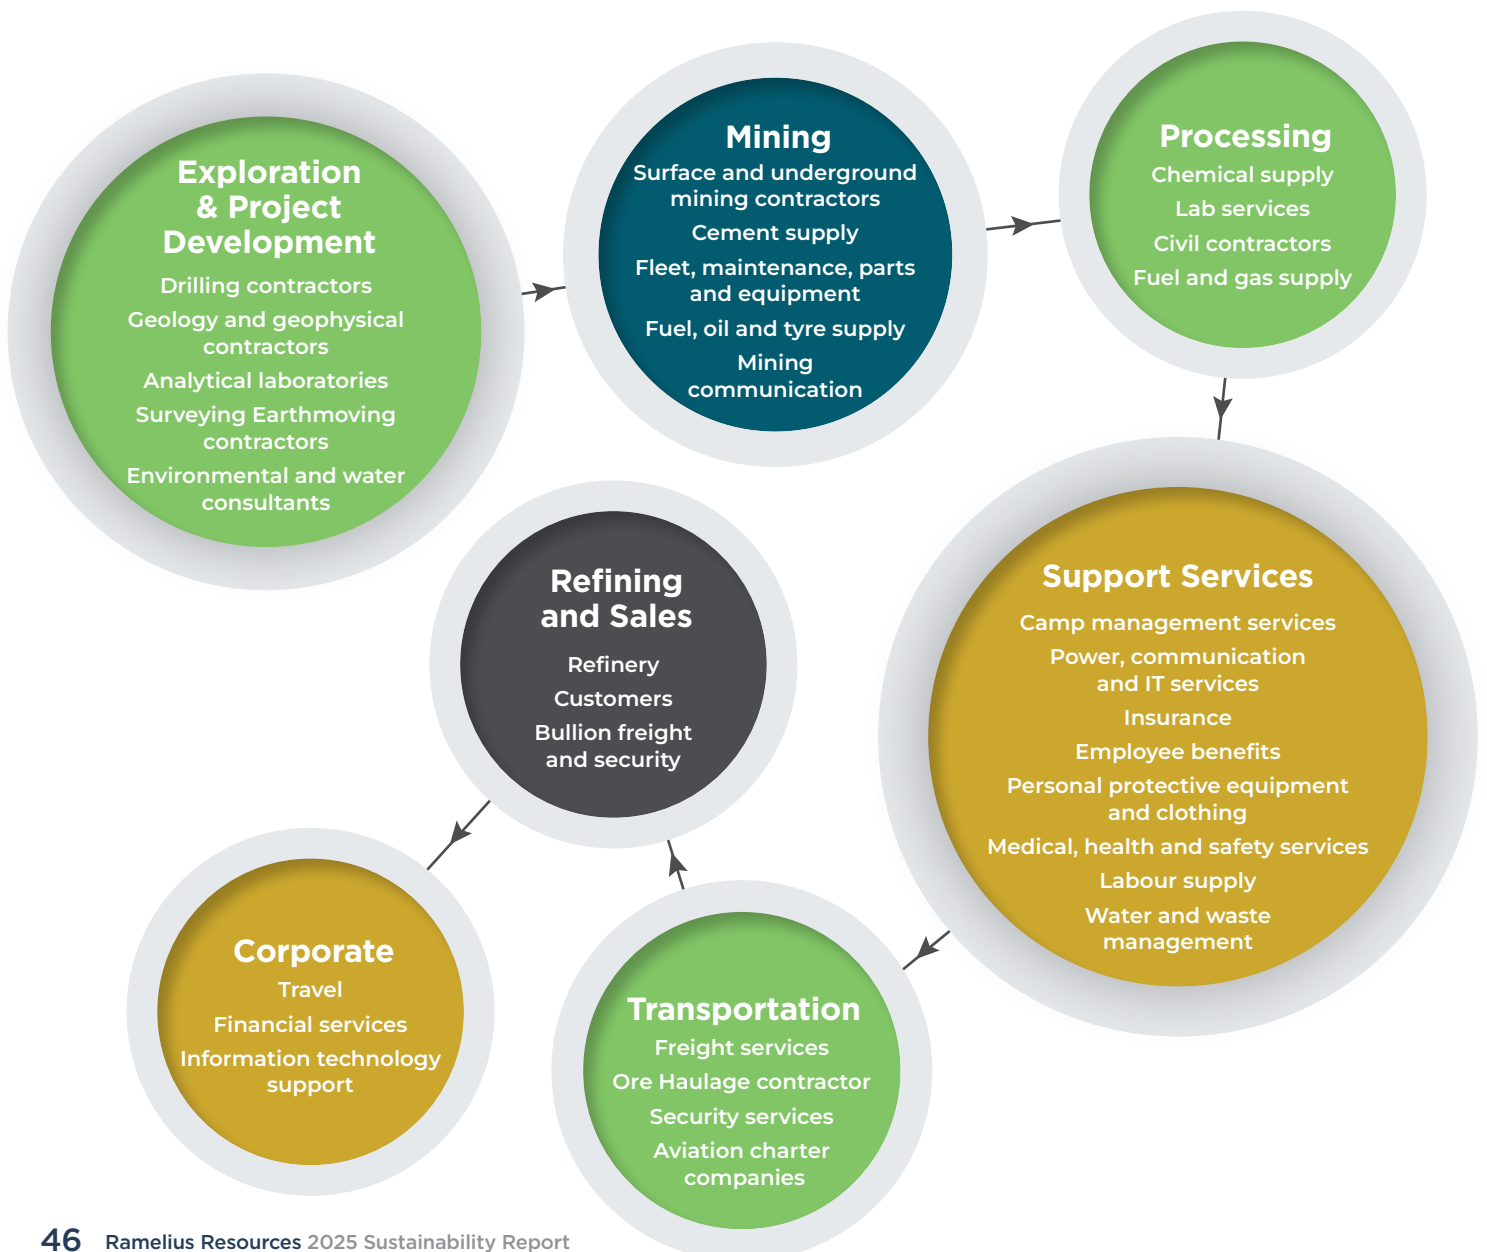 Exploration
& Project
Development
Drilling contractors
Geology and geophysical
contractors
Analytical laboratories
Surveying Earthmoving
contractors
Environmental and water
consultants
Mining
Surface and underground
mining contractors
Cement supply
Fleet, maintenance, parts
and equipment
Fuel, oil and tyre supply
Mining
communication
Processing
Chemical supply
Lab services
Civil contractors
Fuel and gas supply
Support Services
Camp management services
Power, communication
and IT services
Insurance
Employee benefits
Personal protective equipment
and clothing
Medical, health and safety services
Labour supply
Water and waste
management
Transportation
Freight services
Ore Haulage contractor
Security services
Aviation charter
companies
Refining
and Sales
Refinery
Customers
Bullion freight
and security
Corporate
Travel
Financial services
Information technology
support
46 Ramelius Resources 2025 Sustainability Report